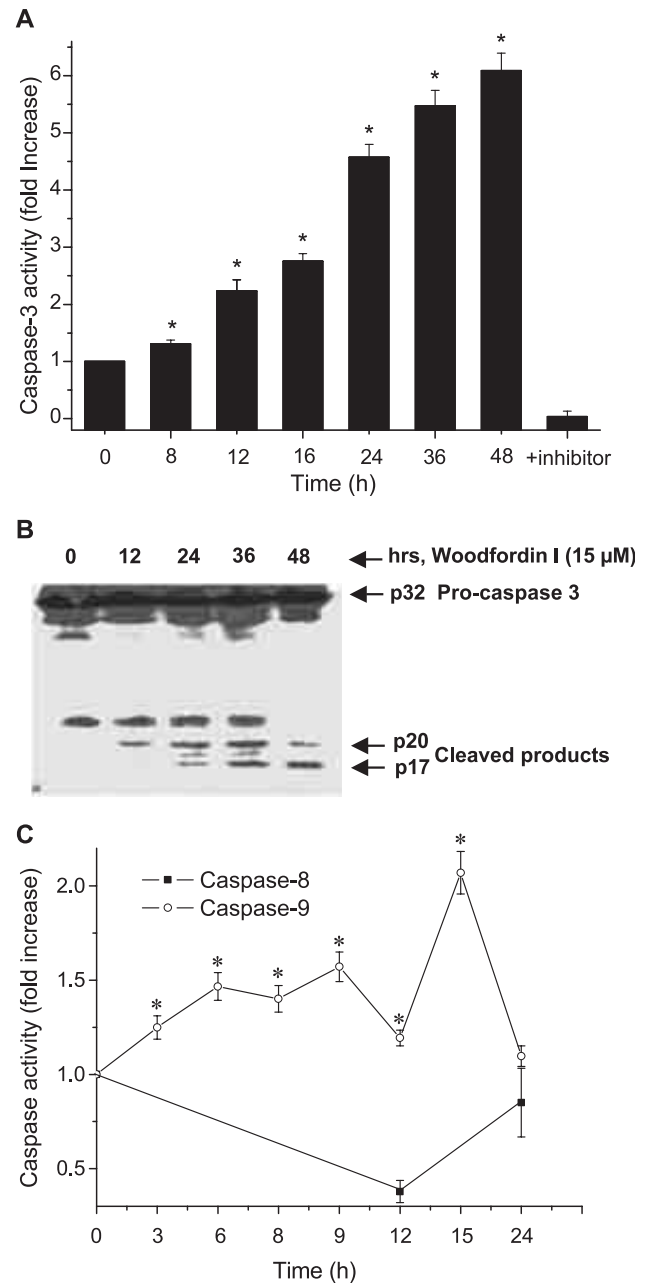 A
Caspase-3 activity (fold Increase)
6
5
4
3
2
1
0
* * * * * *
0 8 12 16 24 36 48 +inhibitor
Time (h)
B
0 12 24 36 48 hrs, Woodfordin I (15 µM)
p32 Pro-caspase 3
p20
Cleaved products
p17
C
Caspase activity (fold increase)
Caspase-8
Caspase-9
2.0
1.5
1.0
0.5
* * * * * *
0 3 6 8 9 12 15 24
Time (h)